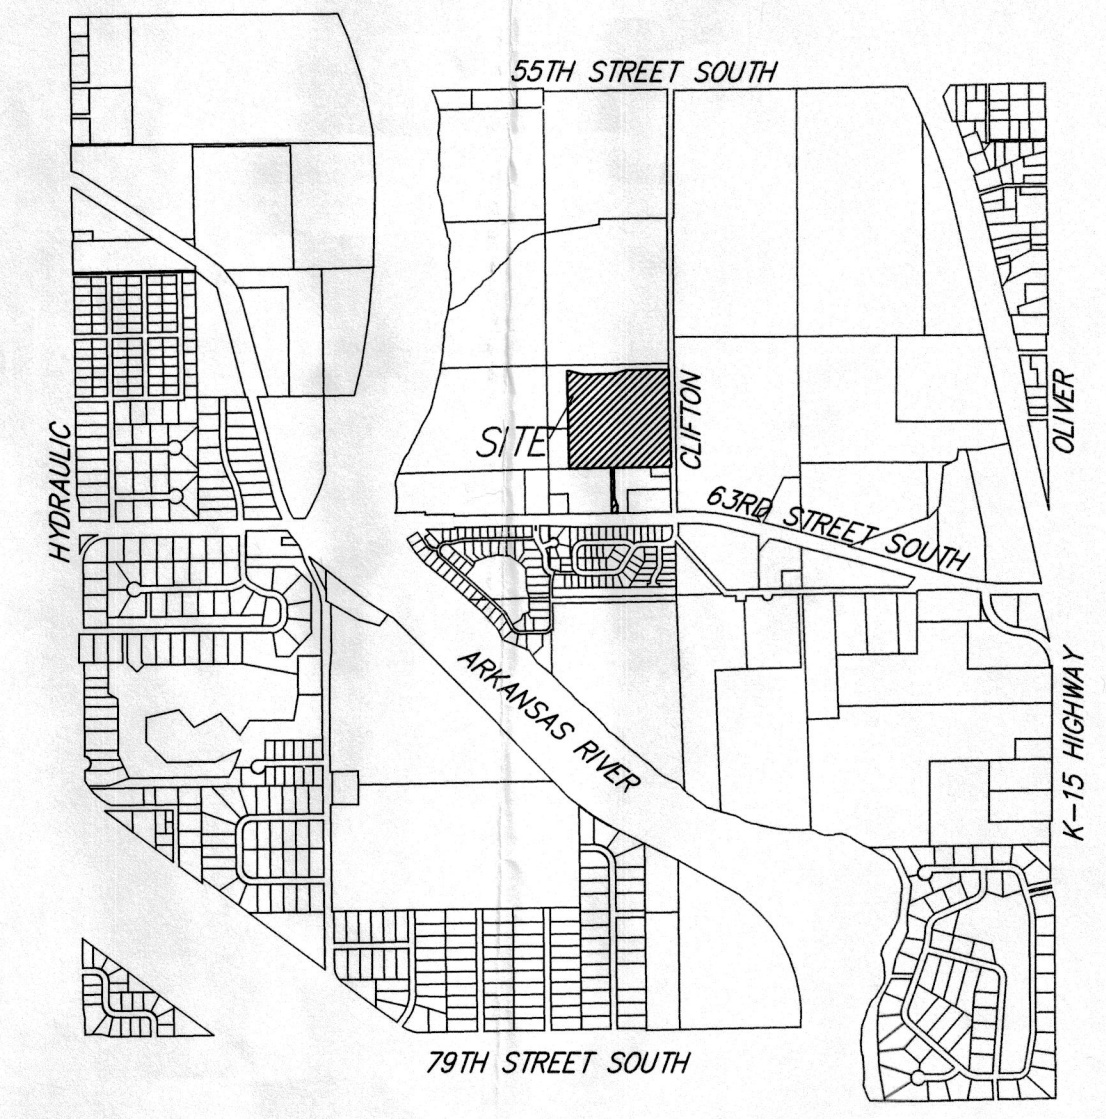 55TH STREET SOUTH
SITE
CLIFTON
OLIVER
HYDRAULIC
63RD STREET SOUTH
ARKANSAS RIVER
K-15 HIGHWAY
79TH STREET SOUTH